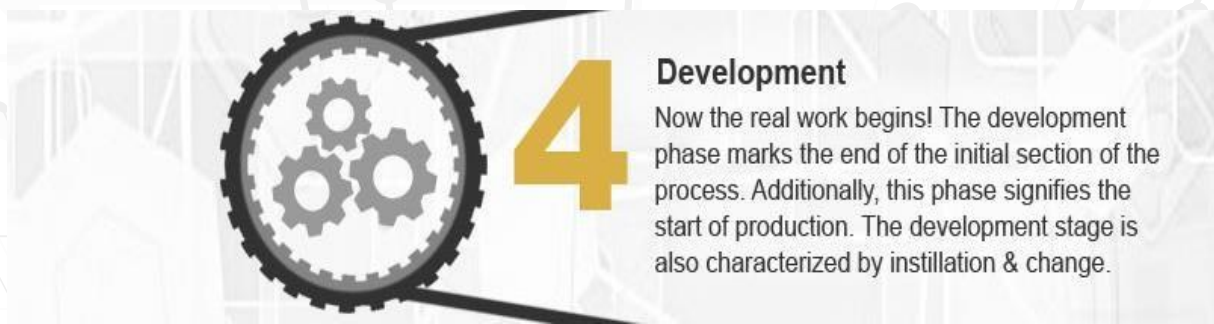 4
Development
Now the real work begins! The development
phase marks the end of the initial section of the
process. Additionally, this phase signifies the
start of production. The development stage is
also characterized by instillation & change.